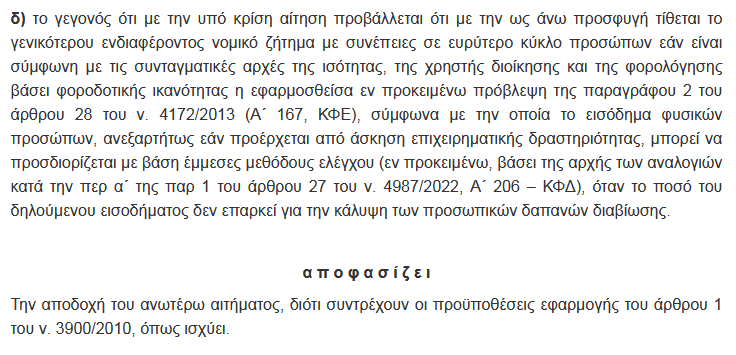 δ) το γεγονός ότι με την υπό κρίση αίτηση προβάλλεται ότι με την ως άνω προσφυγή τίθεται το
γενικότερου ενδιαφέροντος νομικό ζήτημα με συνέπειες σε ευρύτερο κύκλο προσώπων εάν είναι
σύμφωνη με τις συνταγματικές αρχές της ισότητας, της χρηστής διοίκησης και της φορολόγησης
βάσει φοροδοτικής ικανότητας η εφαρμοσθείσα εν προκειμένω πρόβλεψη της παραγράφου 2 του
άρθρου 28 του ν. 4172/2013 (Α΄ 167, ΚΦΕ), σύμφωνα με την οποία το εισόδημα φυσικών
προσώπων, ανεξαρτήτως εάν προέρχεται από άσκηση επιχειρηματικής δραστηριότητας, μπορεί να
προσδιορίζεται με βάση έμμεσες μεθόδους ελέγχου (εν προκειμένω, βάσει της αρχής των αναλογιών
κατά την περ α΄ της παρ 1 του άρθρου 27 του ν. 4987/2022, Α΄ 206 – ΚΦΔ), όταν το ποσό του
δηλούμενου εισοδήματος δεν επαρκεί για την κάλυψη των προσωπικών δαπανών διαβίωσης.
α π ο φ α σ ί ζ ε ι
Την αποδοχή του ανωτέρω αιτήματος, διότι συντρέχουν οι προϋποθέσεις εφαρμογής του άρθρου 1
του ν. 3900/2010, όπως ισχύει.